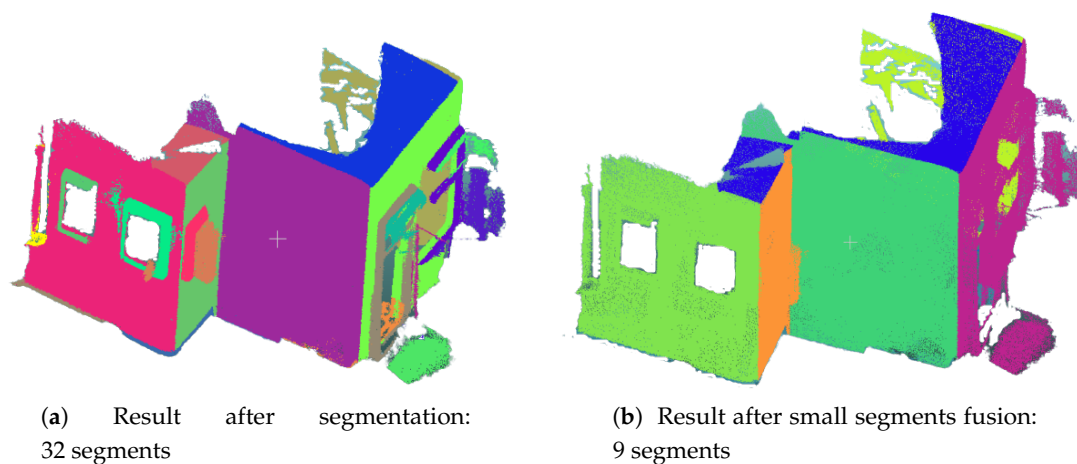 (a) Result after segmentation:
32 segments
(b) Result after small segments fusion:
9 segments